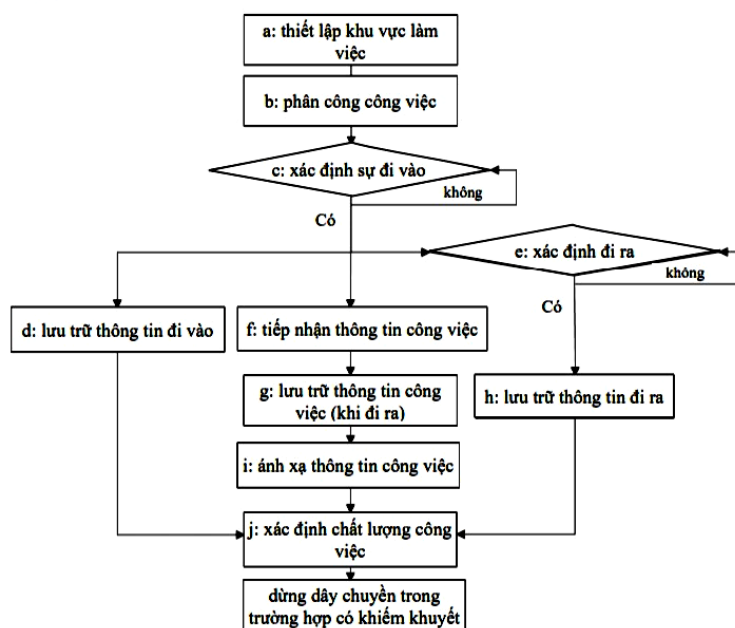 a: thiết lập khu vực làm
việc
b: phân công công việc
c: xác định sự đi vào
không
Có
e: xác định đi ra
không
Có
d: lưu trữ thông tin đi vào
f: tiếp nhận thông tin công việc
g: lưu trữ thông tin công
việc (khi đi ra)
h: lưu trữ thông tin đi ra
i: ánh xạ thông tin công việc
j: xác định chất lượng công
việc
dừng dây chuyền trong
trường hợp có khiếm khuyết